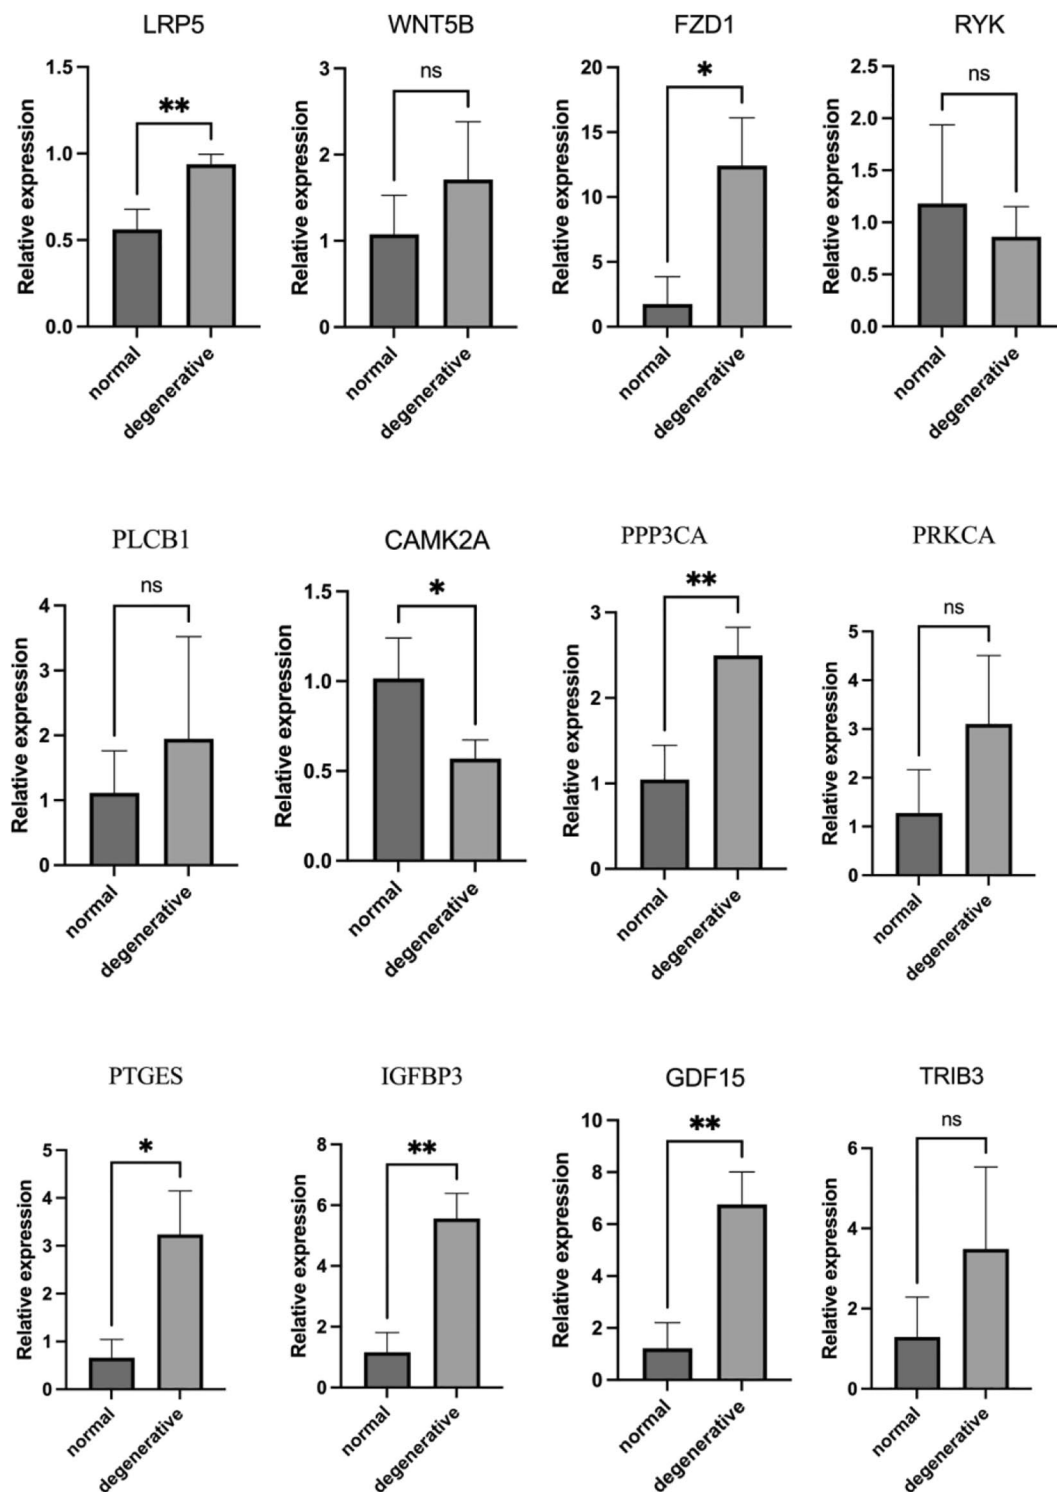 LRP5 WNT5B FZD1 RYK
Relative expression
1.5
1.0
0.5
0.0
**
normal
degenerative
Relative expression
3
2
1
0
ns
normal
degenerative
Relative expression
20
15
10
5
0
*
normal
degenerative
Relative expression
2.5
2.0
1.5
1.0
0.5
0.0
ns
normal
degenerative
PLCB1 CAMK2A PPP3CA PRKCA
Relative expression
4
3
2
1
0
ns
normal
degenerative
Relative expression
1.5
1.0
0.5
0.0
*
normal
degenerative
Relative expression
3
2
1
0
**
normal
degenerative
Relative expression
5
4
3
2
1
0
ns
normal
degenerative
PTGES IGFBP3 GDF15 TRIB3
Relative expression
5
4
3
2
1
0
*
normal
degenerative
Relative expression
8
6
4
2
0
**
normal
degenerative
Relative expression
10
8
6
4
2
0
**
normal
degenerative
Relative expression
6
4
2
0
ns
normal
degenerative